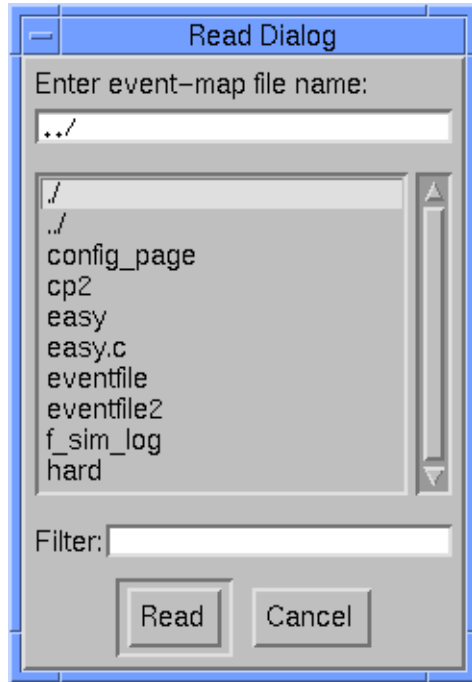 Read Dialog
Enter event-map file name:
../
./
../
config_page
cp2
easy
easy.c
eventfile
eventfile2
f_sim_log
hard
Filter:
Read Cancel